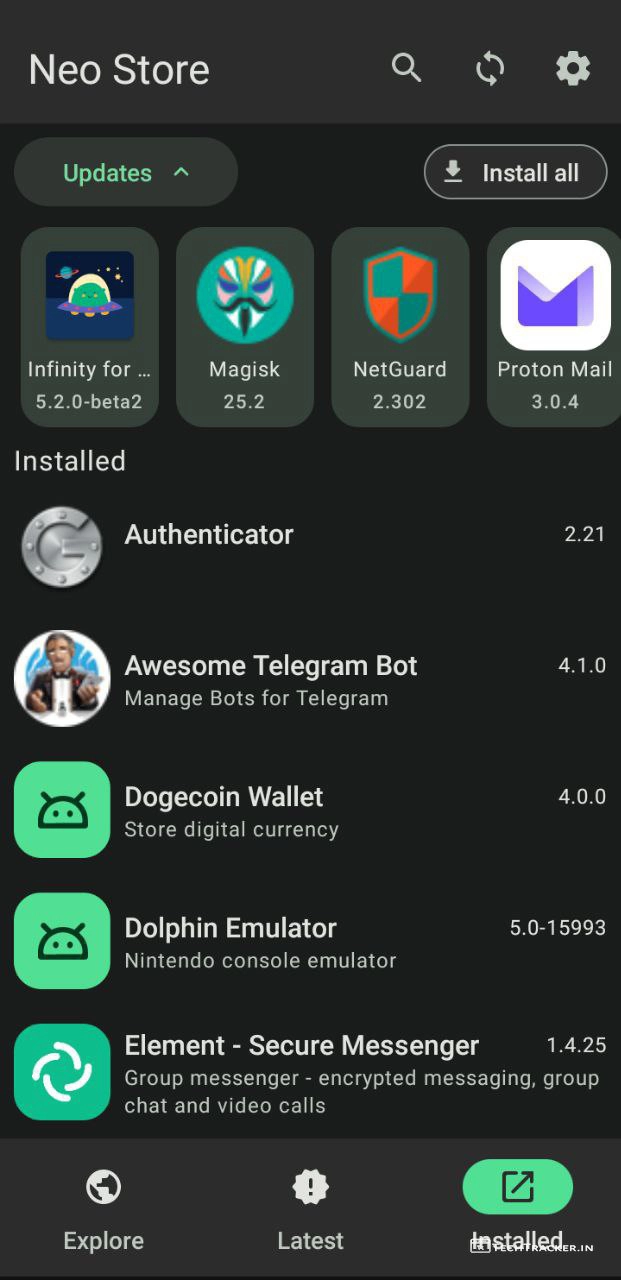 Neo Store
Updates
Install all
Infinity for ...
Magisk
NetGuard
Proton Mail
5.2.0-beta2
25.2
2.302
3.0.4
Installed
Authenticator
2.21
Awesome Telegram Bot
4.1.0
Manage Bots for Telegram
Dogecoin Wallet
4.0.0
Store digital currency
Dolphin Emulator
5.0-15993
Nintendo console emulator
Element - Secure Messenger
1.4.25
Group messenger - encrypted messaging, group
chat and video calls
Explore
Latest
Installed
TECHTRACKER.IN